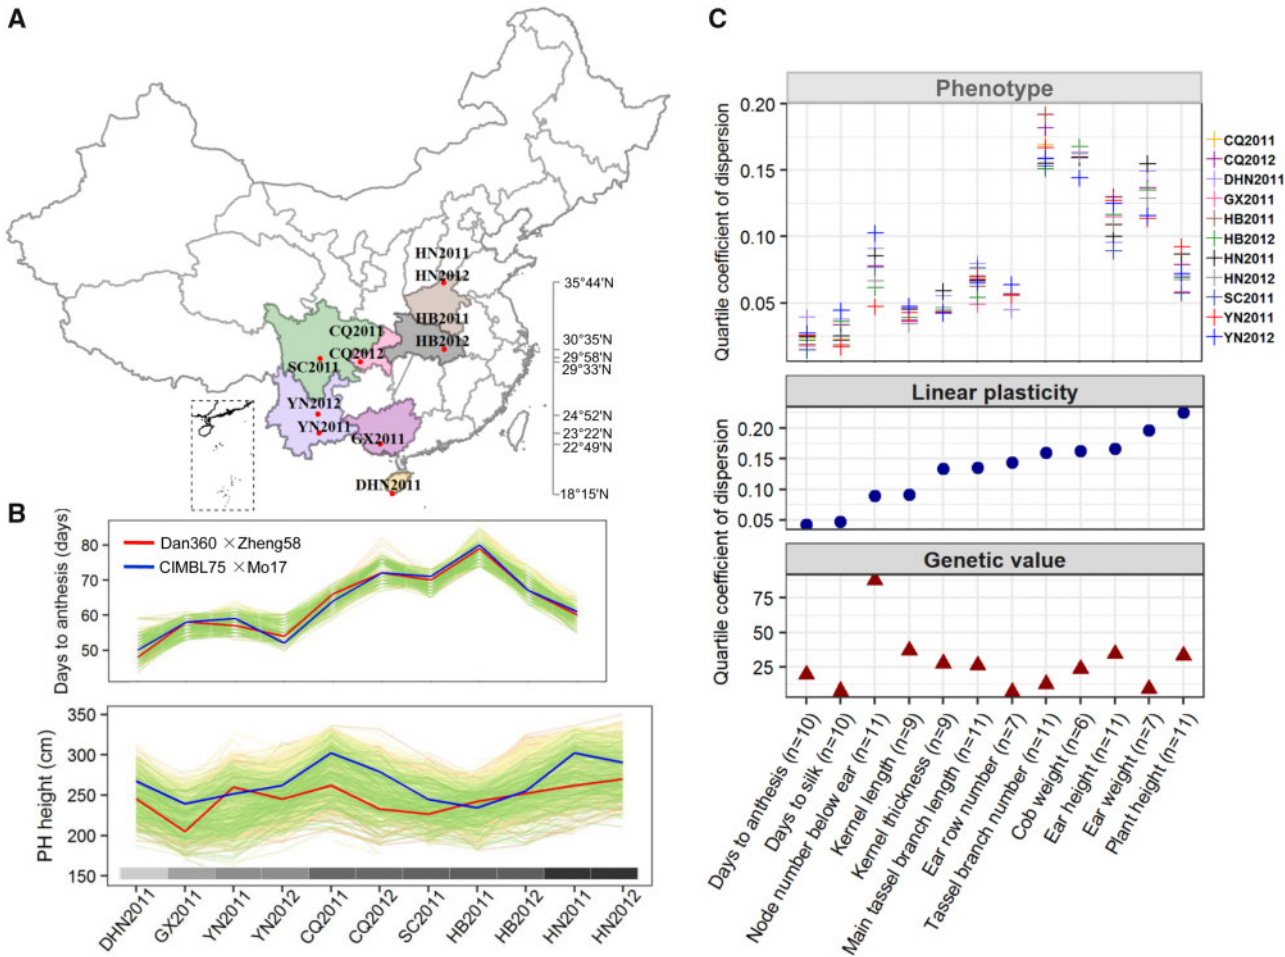 A
HN2011
HN2012
HB2011
HB2012
CQ2011
CQ2012
SC2011
YN2012
YN2011
GX2011
DHN2011
35°44'N
30°35'N
29°58'N
29°33'N
24°52'N
23°22'N
22°49'N
18°15'N
B
Days to anthesis (days)
80
70
60
50
Dan360 ×Zheng58
CIMBL75 ×Mo17
PH height (cm)
350
300
250
200
150
DHN2011
GX2011
YN2011
YN2012
CQ2011
CQ2012
SC2011
HB2011
HB2012
HN2011
HN2012
C
Phenotype
Quartile coefficient of dispersion
0.20
0.15
0.10
0.05
CQ2011
CQ2012
DHN2011
GX2011
HB2011
HB2012
HN2011
HN2012
SC2011
YN2011
YN2012
Linear plasticity
Quartile coefficient of dispersion
0.20
0.15
0.10
0.05
Genetic value
Quartile coefficient of dispersion
75
50
25
Days to anthesis (n=10)
Days to silk (n=10)
Node number below ear (n=11)
Kernel length (n=9)
Kernel thickness (n=9)
Main tassel branch length (n=11)
Ear row number (n=7)
Tassel branch number (n=11)
Cob weight (n=6)
Ear height (n=11)
Ear weight (n=7)
Plant height (n=11)